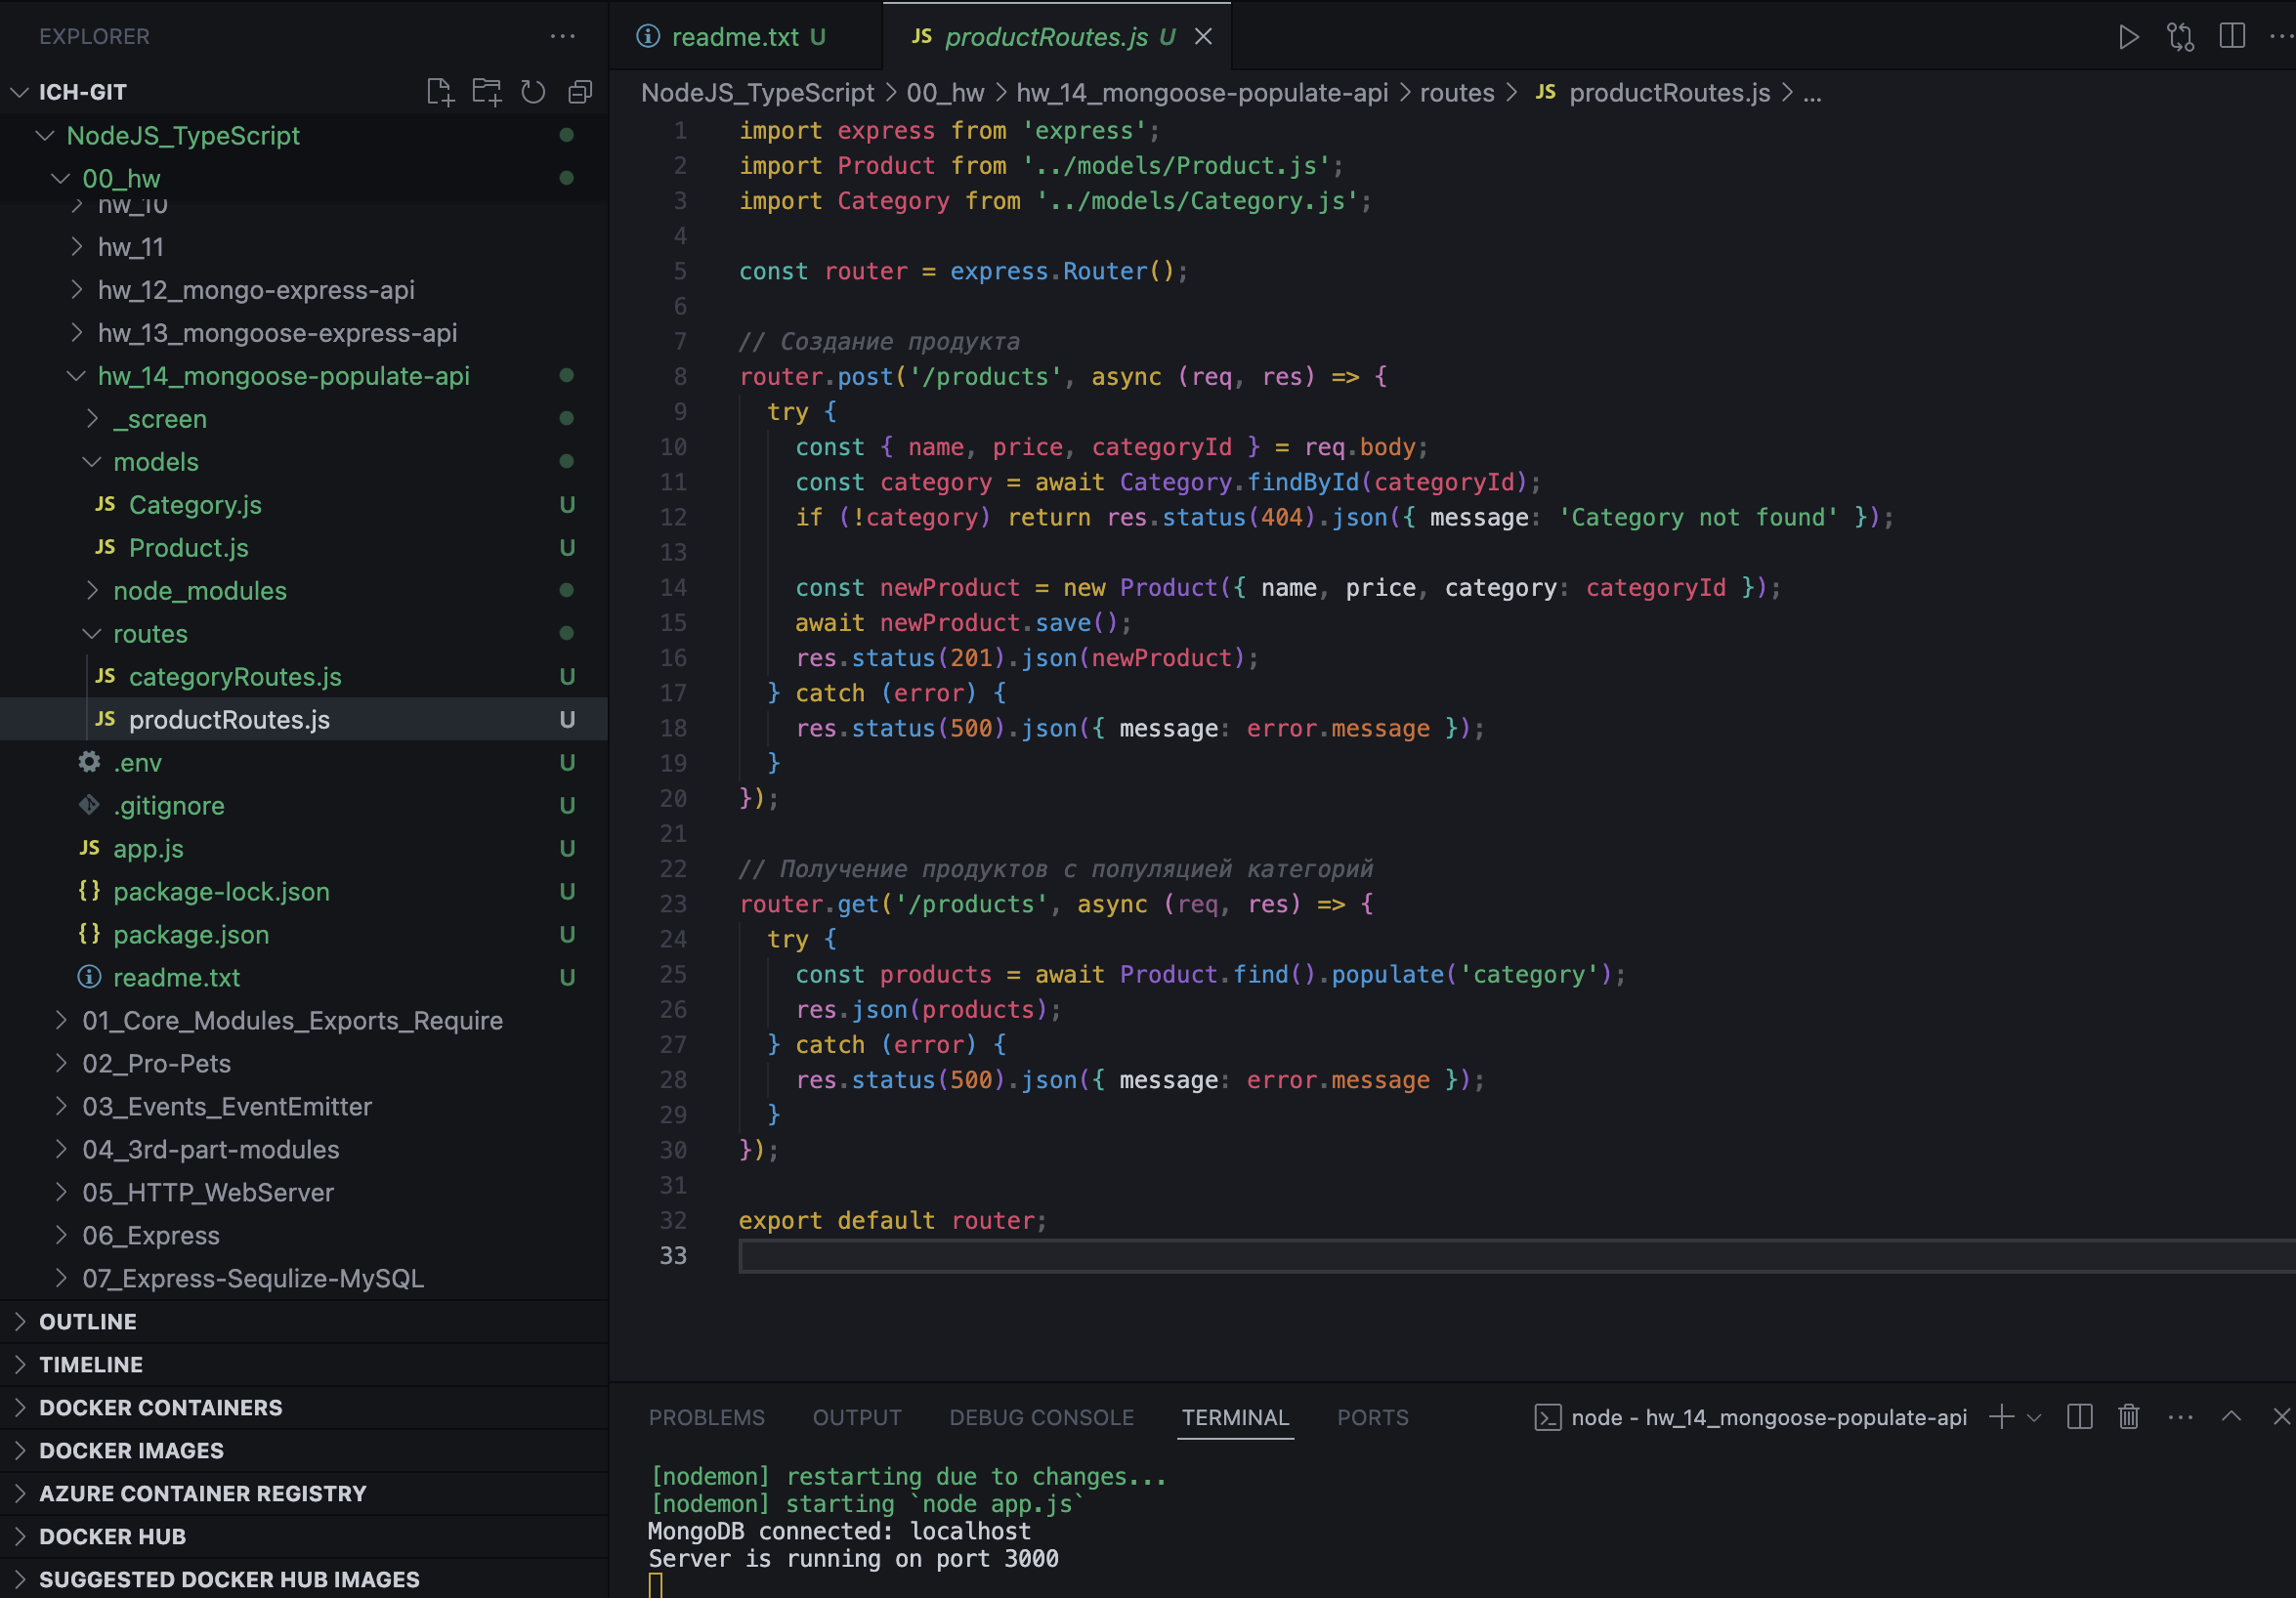 EXPLORER
ICH-GIT
NodeJS_TypeScript
00_hw
hw_10
hw_11
hw_12_mongo-express-api
hw_13_mongoose-express-api
hw_14_mongoose-populate-api
_screen
models
JS Category.js U
JS Product.js U
node_modules
routes
JS categoryRoutes.js U
JS productRoutes.js U
.env U
.gitignore U
JS app.js U
{} package-lock.json U
{} package.json U
readme.txt U
01_Core_Modules_Exports_Require
02_Pro-Pets
03_Events_EventEmitter
04_3rd-part-modules
05_HTTP_WebServer
06_Express
07_Express-Sequlize-MySQL
OUTLINE
TIMELINE
DOCKER CONTAINERS
DOCKER IMAGES
AZURE CONTAINER REGISTRY
DOCKER HUB
SUGGESTED DOCKER HUB IMAGES
readme.txt U
JS productRoutes.js U
NodeJS_TypeScript > 00_hw > hw_14_mongoose-populate-api > routes > JS productRoutes.js > ...
1 import express from 'express';
2 import Product from '../models/Product.js';
3 import Category from '../models/Category.js';
4
5 const router = express.Router();
6
7 // Создание продукта
8 router.post('/products', async (req, res) => {
9 try {
10 const { name, price, categoryId } = req.body;
11 const category = await Category.findById(categoryId);
12 if (!category) return res.status(404).json({ message: 'Category not found' });
13
14 const newProduct = new Product({ name, price, category: categoryId });
15 await newProduct.save();
16 res.status(201).json(newProduct);
17 } catch (error) {
18 res.status(500).json({ message: error.message });
19 }
20 });
21
22 // Получение продуктов с популяцией категорий
23 router.get('/products', async (req, res) => {
24 try {
25 const products = await Product.find().populate('category');
26 res.json(products);
27 } catch (error) {
28 res.status(500).json({ message: error.message });
29 }
30 });
31
32 export default router;
33
PROBLEMS OUTPUT DEBUG CONSOLE TERMINAL PORTS node - hw_14_mongoose-populate-api
[nodemon] restarting due to changes...
[nodemon] starting `node app.js`
MongoDB connected: localhost
Server is running on port 3000